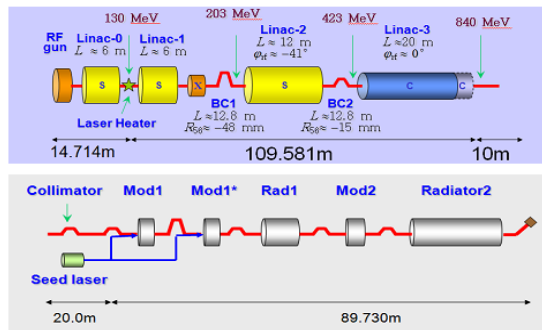 130 MeV
203 MeV
423 MeV
840 MeV
RF
gun
Linac-0
L ≈ 6 m
Linac-1
L ≈ 6 m
Linac-2
L ≈ 12 m
φrf ≈ −41°
Linac-3
L ≈20 m
φrf ≈ 0°
S
S
X
S
C
C
Laser Heater
BC1
L ≈12.8 m
R56≈ −48 mm
BC2
L ≈12.8 m
R56≈ −15 mm
14.714m
109.581m
10m
Collimator
Mod1
Mod1*
Rad1
Mod2
Radiator2
Seed laser
20.0m
89.730m